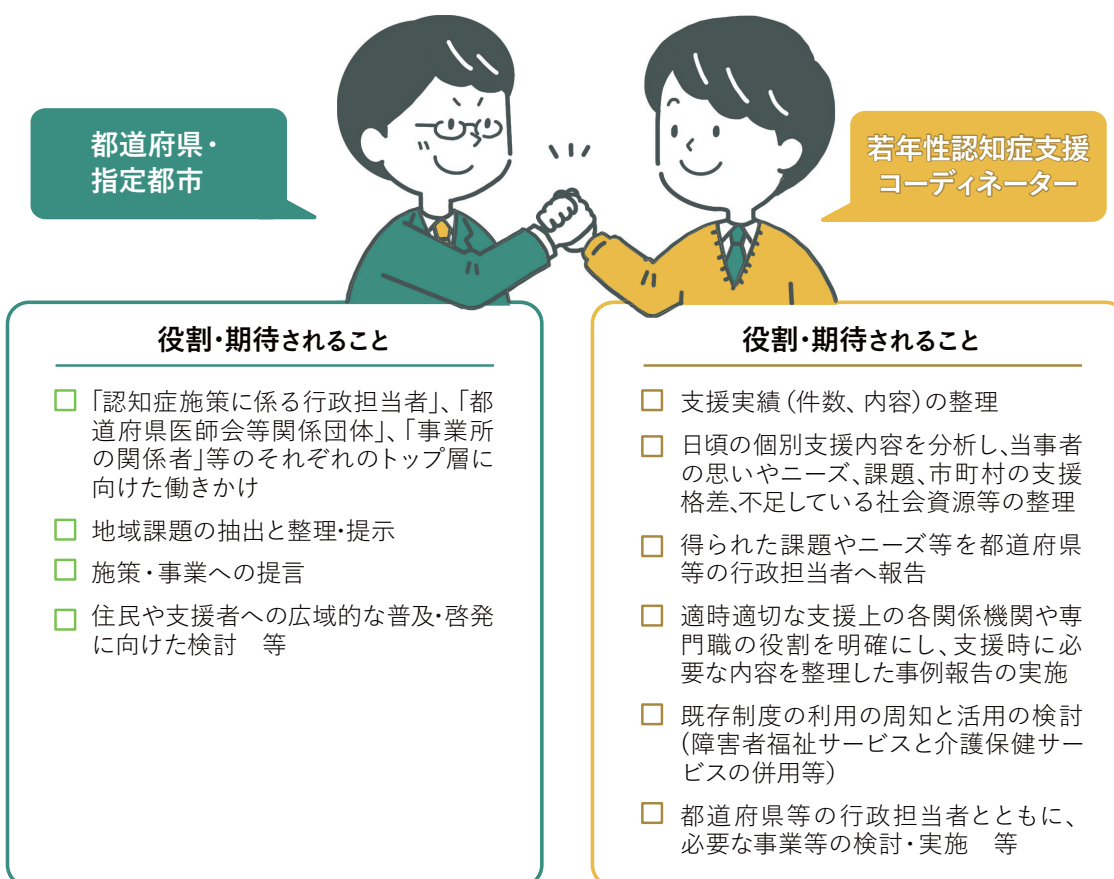 都道府県・
指定都市
若年性認知症支援
コーディネーター
役割・期待されること
「認知症施策に係る行政担当者」、「都
道府県医師会等関係団体」、「事業所
の関係者」等のそれぞれのトップ層に
向けた働きかけ
地域課題の抽出と整理・提示
施策・事業への提言
住民や支援者への広域的な普及・啓発
に向けた検討　等
役割・期待されること
支援実績（件数、内容）の整理
日頃の個別支援内容を分析し、当事者
の思いやニーズ、課題、市町村の支援
格差、不足している社会資源等の整理
得られた課題やニーズ等を都道府県
等の行政担当者へ報告
適時適切な支援上の各関係機関や専
門職の役割を明確にし、支援時に必
要な内容を整理した事例報告の実施
既存制度の利用の周知と活用の検討
（障害者福祉サービスと介護保健サー
ビスの併用等）
都道府県等の行政担当者とともに、
必要な事業等の検討・実施　等